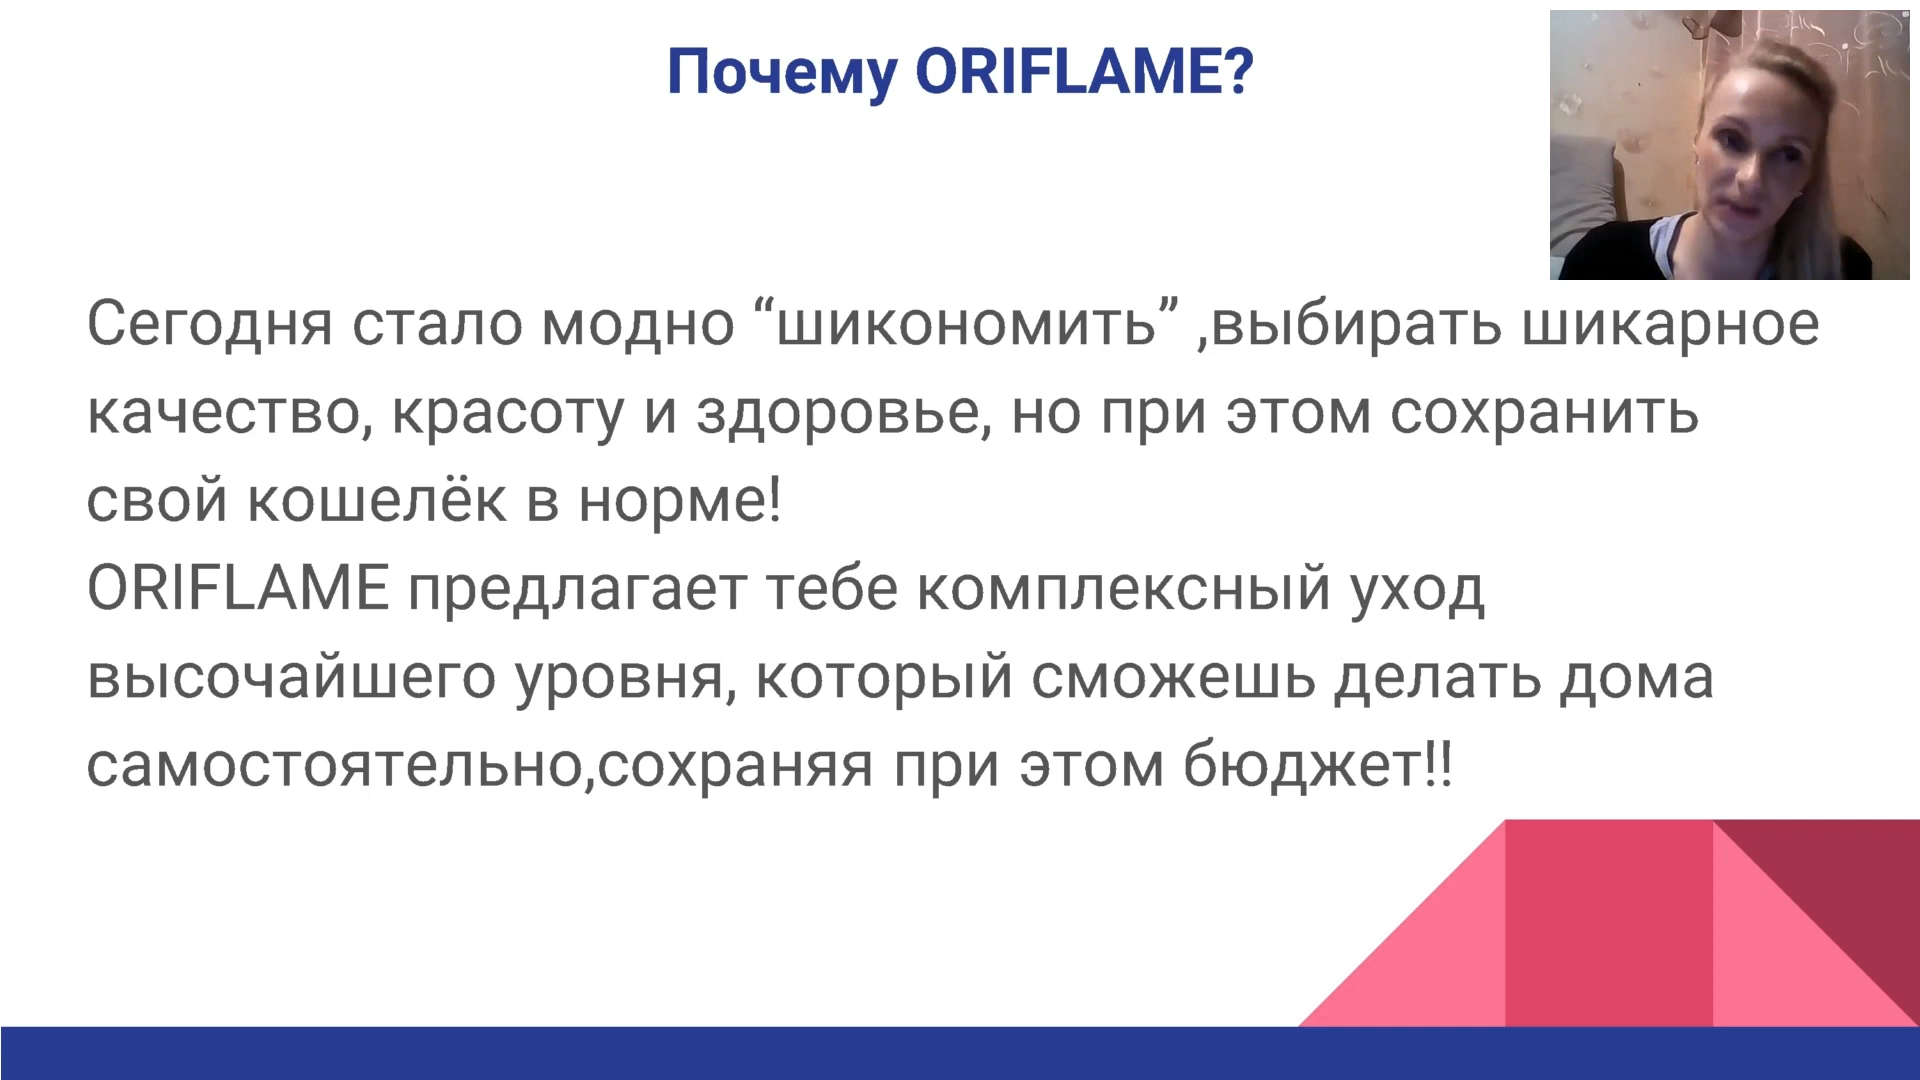 Почему ORIFLAME?
Сегодня стало модно “шикономить” ,выбирать шикарное
качество, красоту и здоровье, но при этом сохранить
свой кошелёк в норме!
ORIFLAME предлагает тебе комплексный уход
высочайшего уровня, который сможешь делать дома
самостоятельно,сохраняя при этом бюджет!!